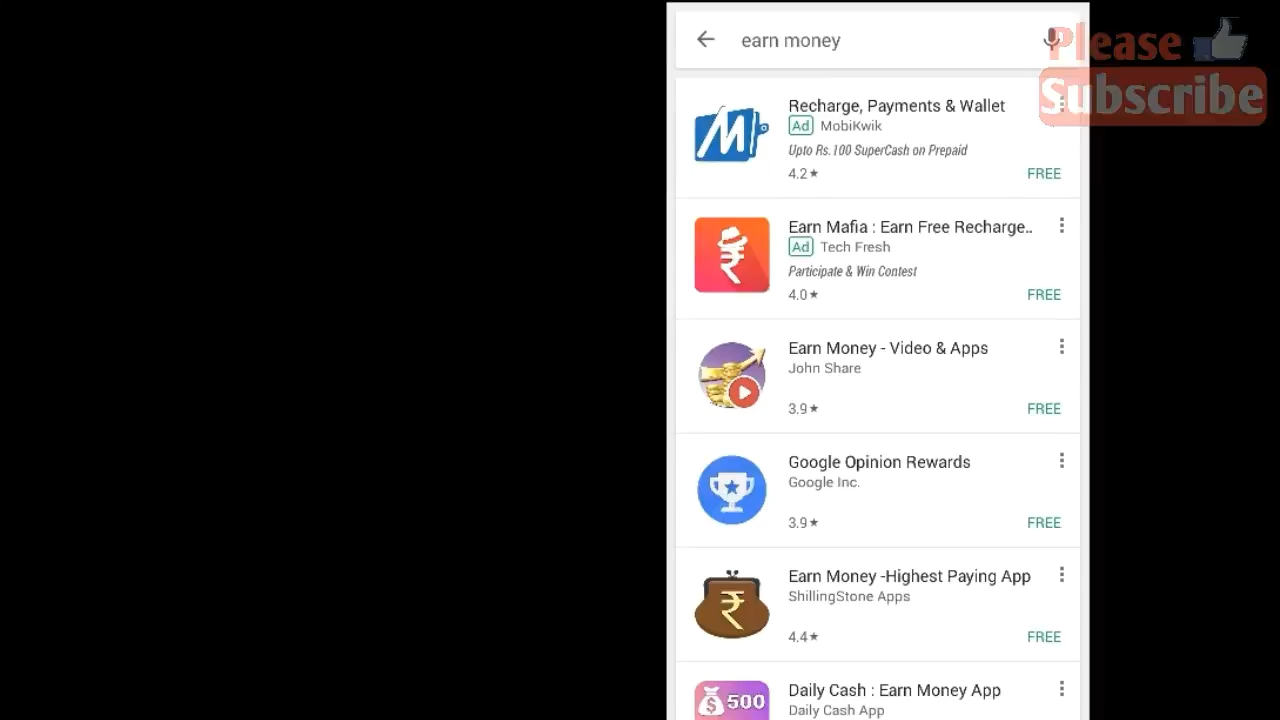 earn money
Please
Subscribe
Recharge, Payments & Wallet
Ad MobiKwik
Upto Rs.100 SuperCash on Prepaid
4.2★
FREE
Earn Mafia : Earn Free Recharge..
Ad Tech Fresh
Participate & Win Contest
4.0★
FREE
Earn Money - Video & Apps
John Share
3.9★
FREE
Google Opinion Rewards
Google Inc.
3.9★
FREE
Earn Money -Highest Paying App
ShillingStone Apps
4.4★
FREE
500
Daily Cash : Earn Money App
Daily Cash App